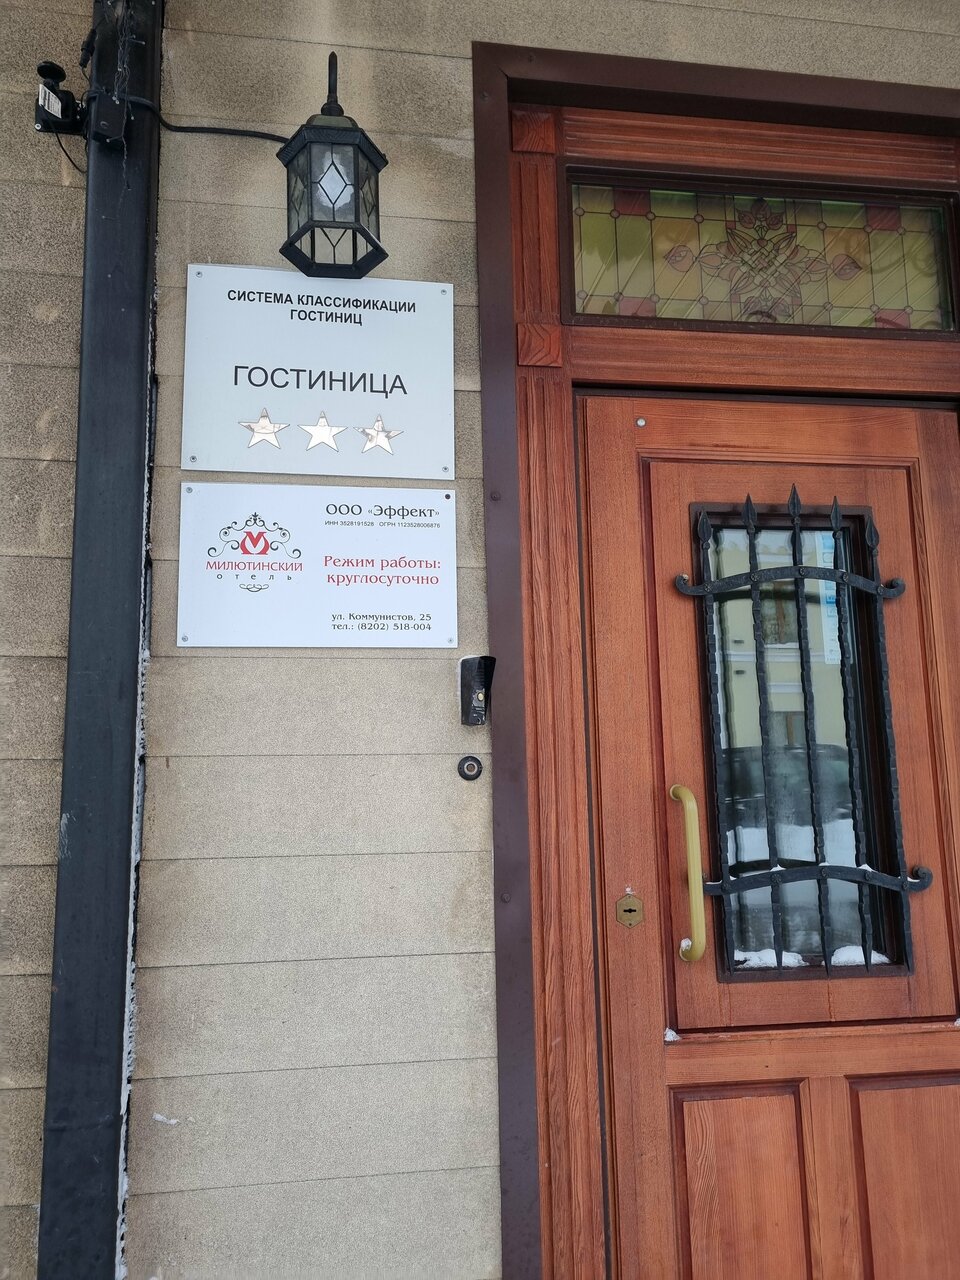 СИСТЕМА КЛАССИФИКАЦИИ
ГОСТИНИЦ
ГОСТИНИЦА
ООО «Эффект»
ИНН 3528191528 ОГРН 1123528006876
МИЛЮТИНСКИЙ
отель
Режим работы:
круглосуточно
ул. Коммунистов, 25
тел.: (8202) 518-004